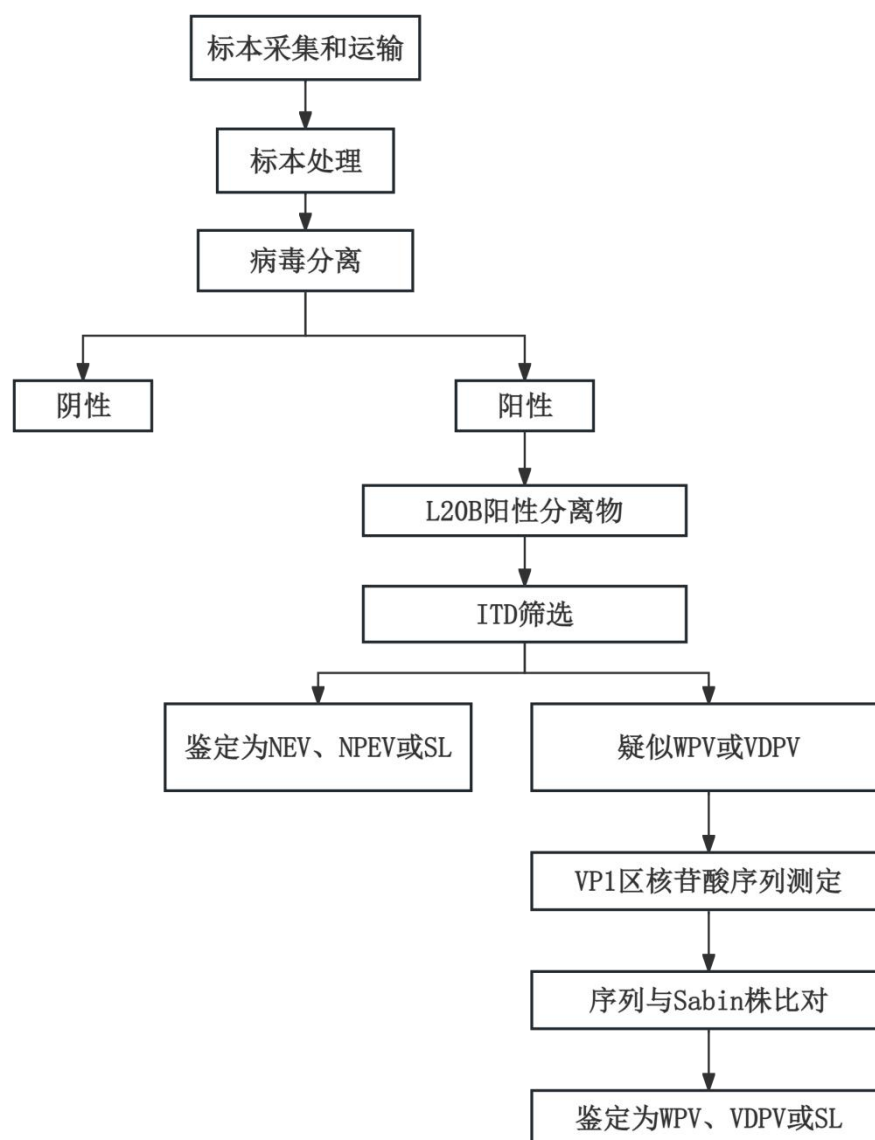 标本采集和运输
标本处理
病毒分离
阴性
阳性
L20B阳性分离物
ITD筛选
鉴定为NEV、NPEV或SL
疑似WPV或VDPV
VP1区核苷酸序列测定
序列与Sabin株比对
鉴定为WPV、VDPV或SL